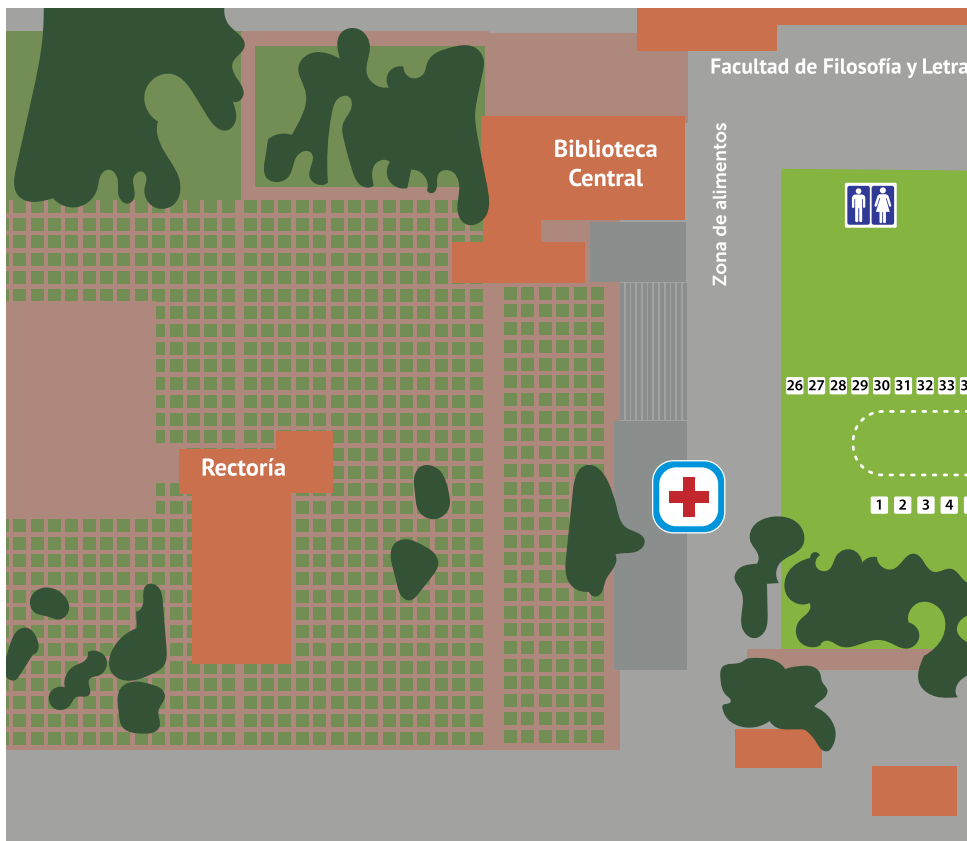 Facultad de Filosofía y Letra
Biblioteca
Central
Zona de alimentos
26 27 28 29 30 31 32 33 3
Rectoría
1 2 3 4